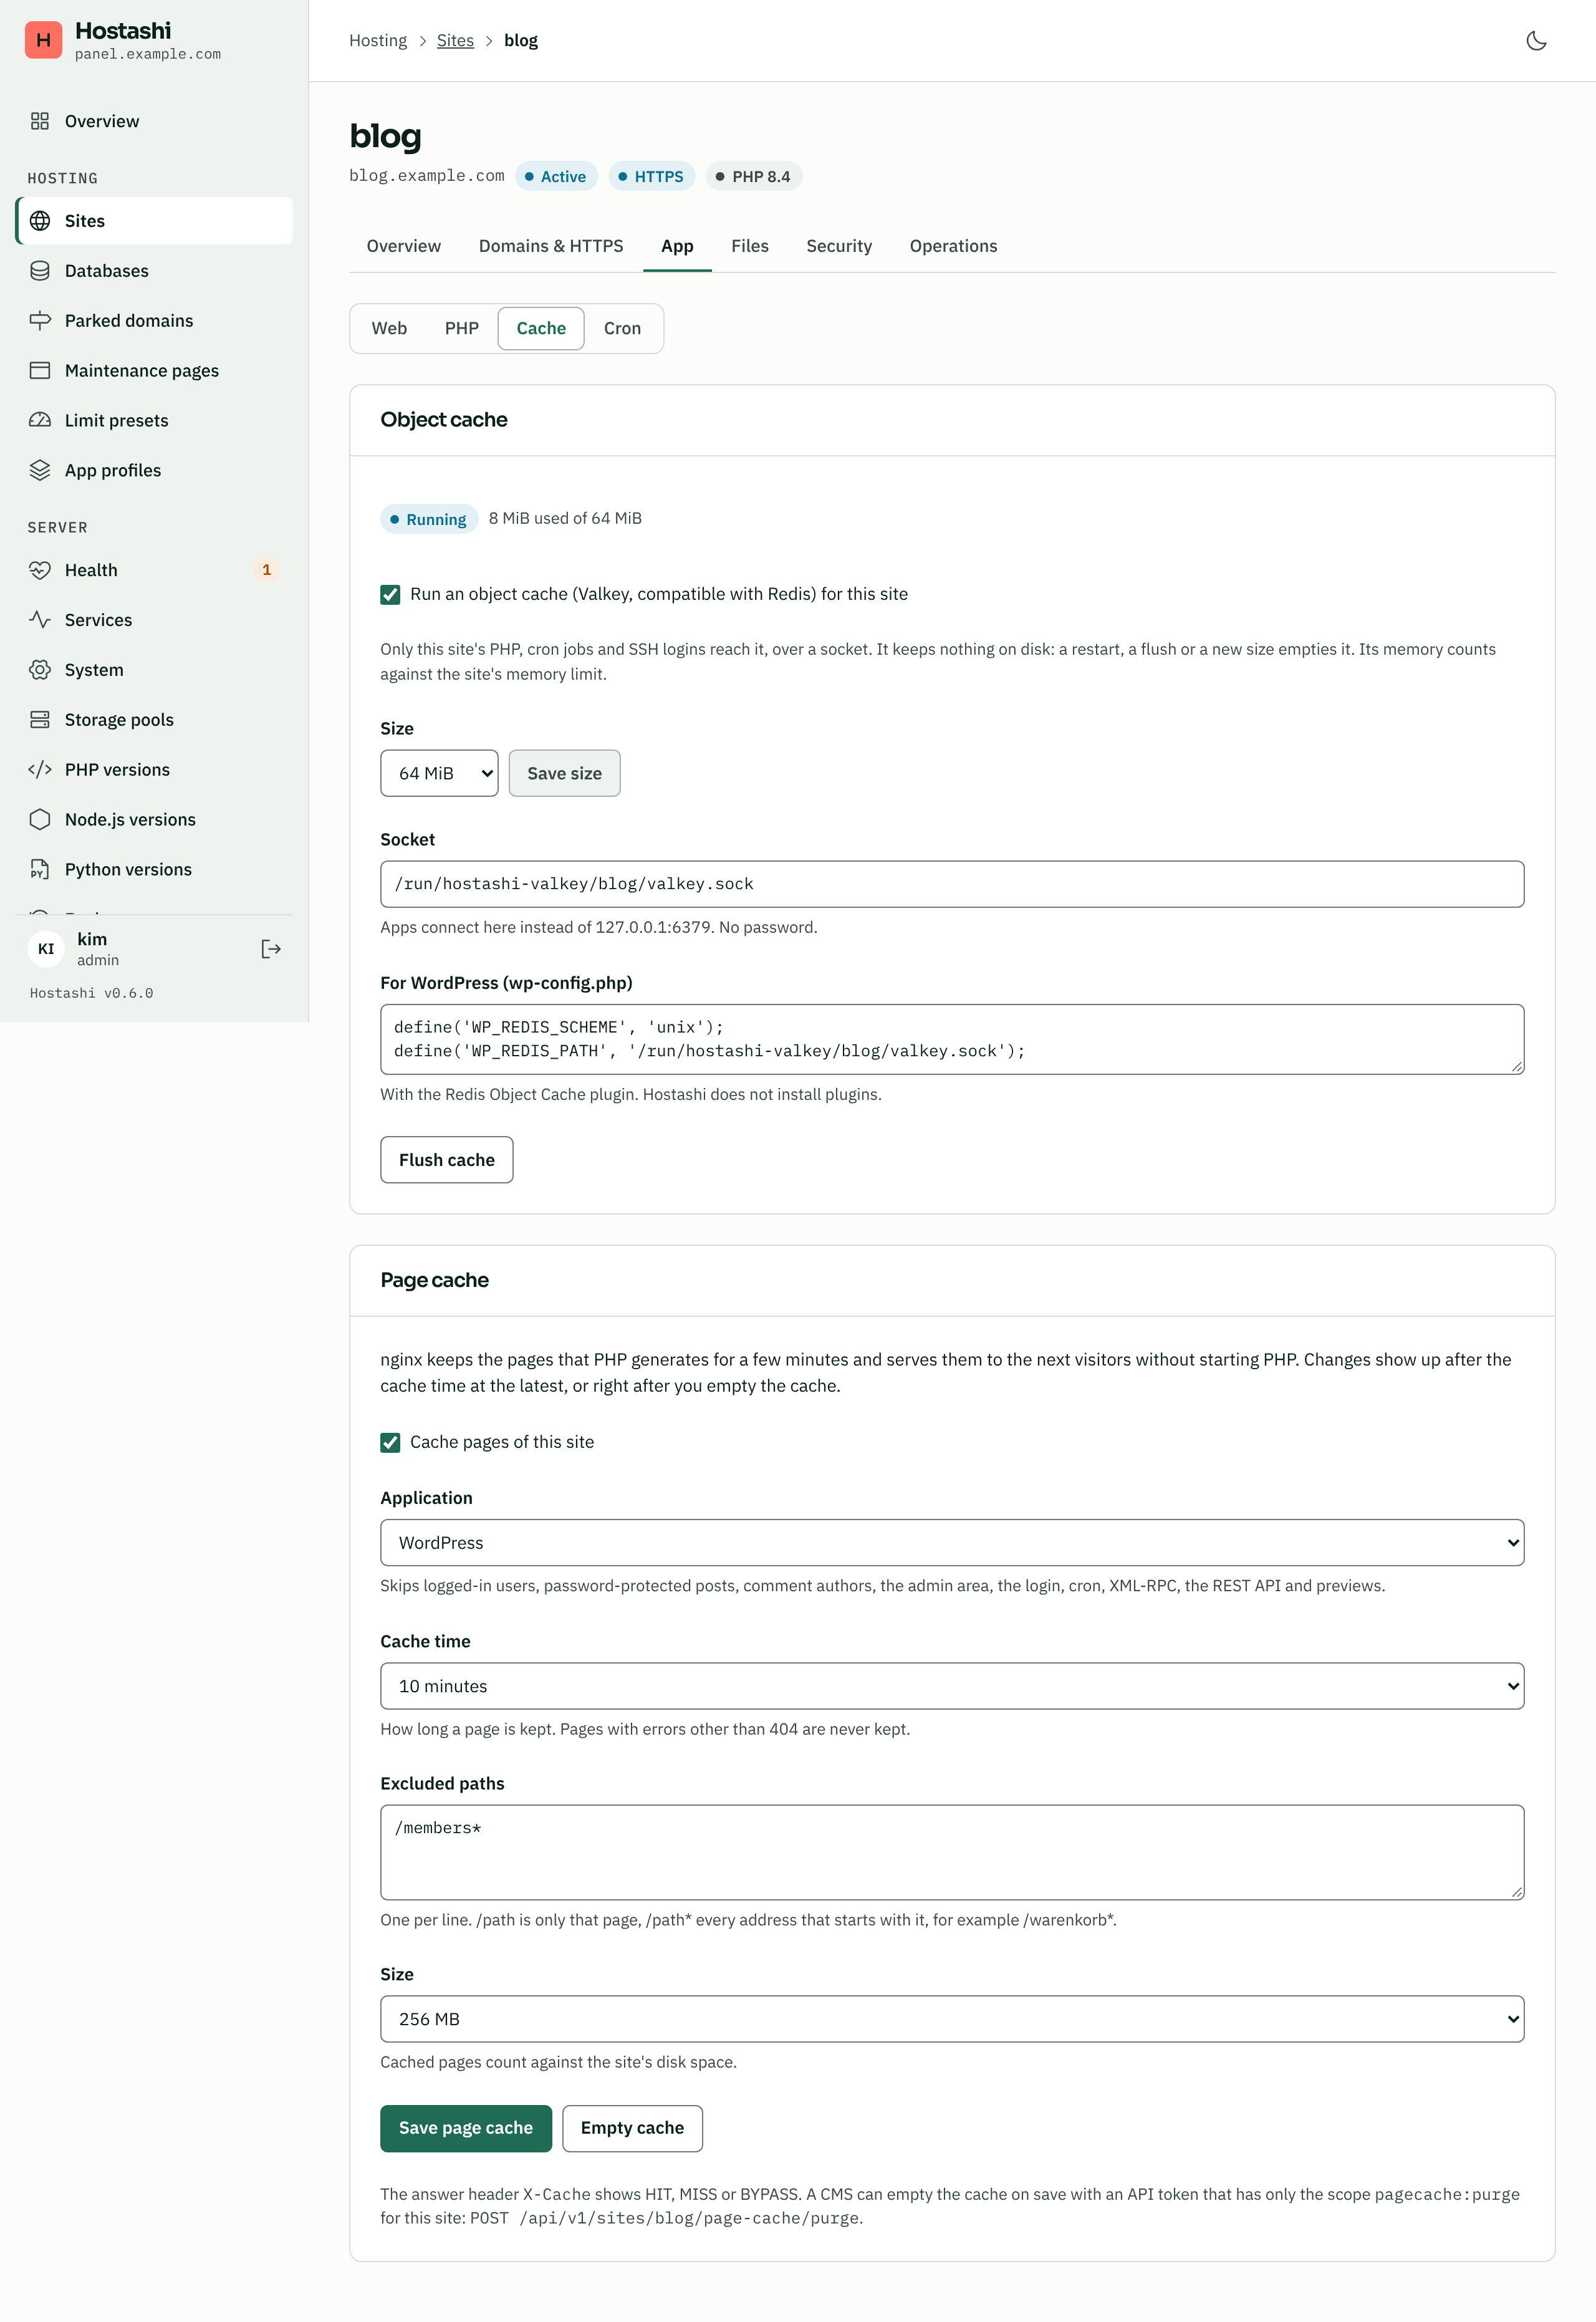 H
Hostashi
panel.example.com
Overview
HOSTING
Sites
Databases
Parked domains
Maintenance pages
Limit presets
App profiles
SERVER
Health
1
Services
System
Storage pools
PHP versions
Node.js versions
PY
Python versions
KI
kim
admin
Hostashi v0.6.0
Hosting > Sites > blog
blog
blog.example.com Active HTTPS PHP 8.4
Overview Domains & HTTPS App Files Security Operations
Web PHP Cache Cron
Object cache
Running 8 MiB used of 64 MiB
Run an object cache (Valkey, compatible with Redis) for this site
Only this site's PHP, cron jobs and SSH logins reach it, over a socket. It keeps nothing on disk: a restart, a flush or a new size empties it. Its memory counts
against the site's memory limit.
Size
64 MiB Save size
Socket
/run/hostashi-valkey/blog/valkey.sock
Apps connect here instead of 127.0.0.1:6379. No password.
For WordPress (wp-config.php)
define('WP_REDIS_SCHEME', 'unix');
define('WP_REDIS_PATH', '/run/hostashi-valkey/blog/valkey.sock');
With the Redis Object Cache plugin. Hostashi does not install plugins.
Flush cache
Page cache
nginx keeps the pages that PHP generates for a few minutes and serves them to the next visitors without starting PHP. Changes show up after the
cache time at the latest, or right after you empty the cache.
Cache pages of this site
Application
WordPress
Skips logged-in users, password-protected posts, comment authors, the admin area, the login, cron, XML-RPC, the REST API and previews.
Cache time
10 minutes
How long a page is kept. Pages with errors other than 404 are never kept.
Excluded paths
/members*
One per line. /path is only that page, /path* every address that starts with it, for example /warenkorb*.
Size
256 MB
Cached pages count against the site's disk space.
Save page cache Empty cache
The answer header X-Cache shows HIT, MISS or BYPASS. A CMS can empty the cache on save with an API token that has only the scope pagecache:purge
for this site: POST /api/v1/sites/blog/page-cache/purge.